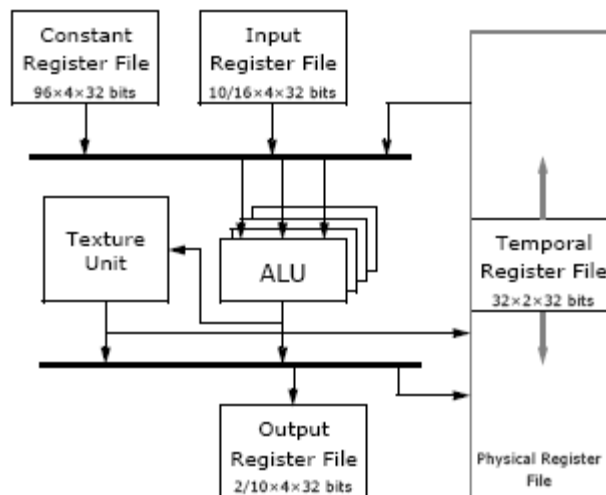 Constant
Register File
96×4×32 bits
Input
Register File
10/16×4×32 bits
Texture
Unit
ALU
Temporal
Register File
32×2×32 bits
Output
Register File
2/10×4×32 bits
Physical Register
File